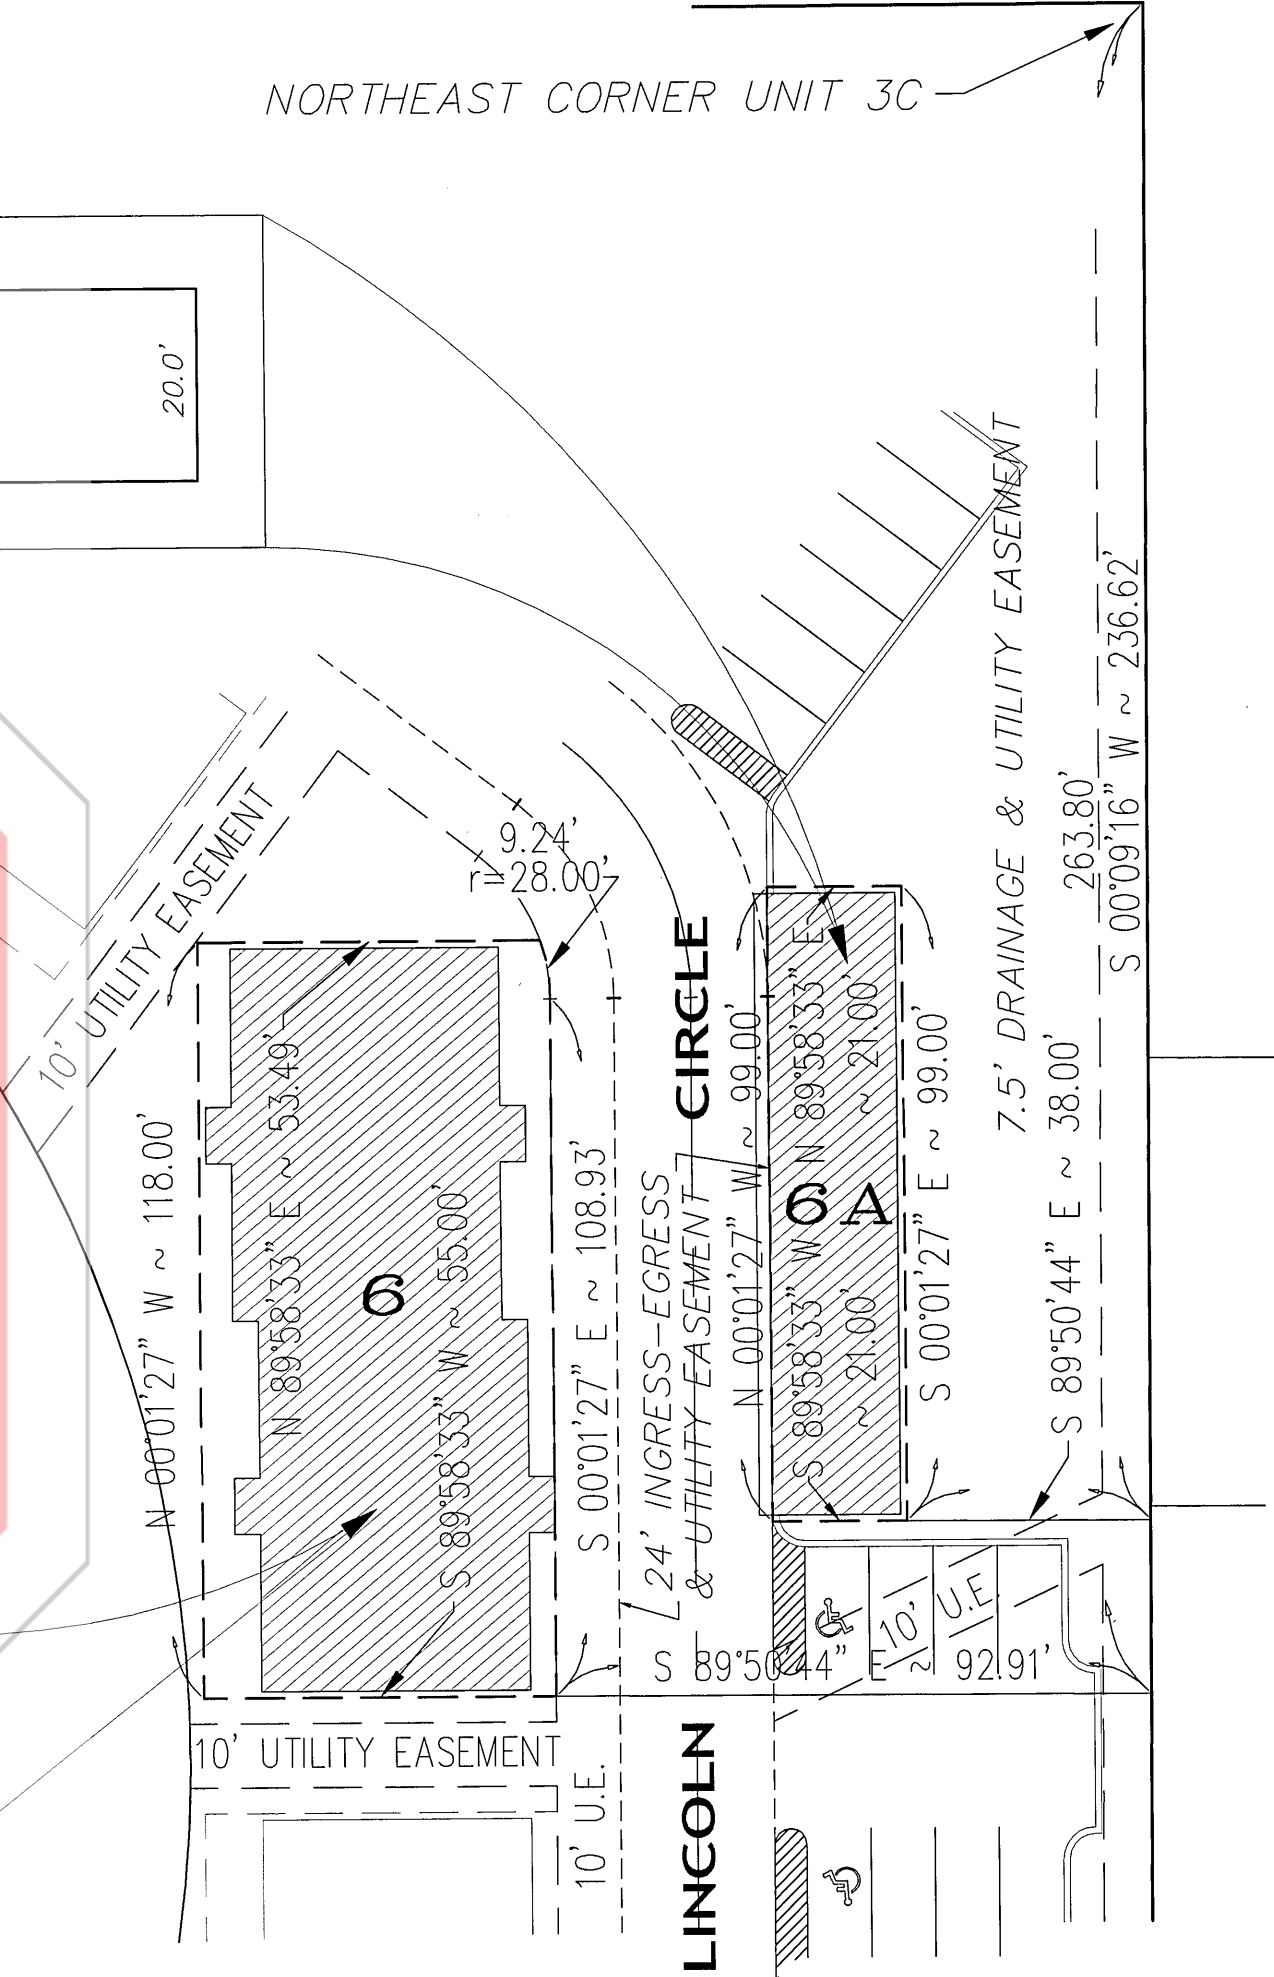 NORTHEAST CORNER UNIT 3C
20.0'
7.5' DRAINAGE & UTILITY EASEMENT
263.80'
S 00°09'16" W ~ 236.62'
10' UTILITY EASEMENT
9.24'
r=28.00'
N 00°01'27" W ~ 118.00'
N 89°58'33" E ~ 53.49'
6
S 89°58'33" W ~ 55.00'
S 00°01'27" E ~ 108.93'
24' INGRESS-EGRESS
& UTILITY EASEMENT
LINCOLN CIRCLE
N 00°01'27" W ~ 99.00'
N 89°58'33" E
~ 21.00'
6A
S 89°58'33" W
~ 21.00'
S 00°01'27" E ~ 99.00'
S 89°50'44" E ~ 38.00'
10' U.E.
S 89°50'44" E ~ 92.91'
10' UTILITY EASEMENT
10' U.E.